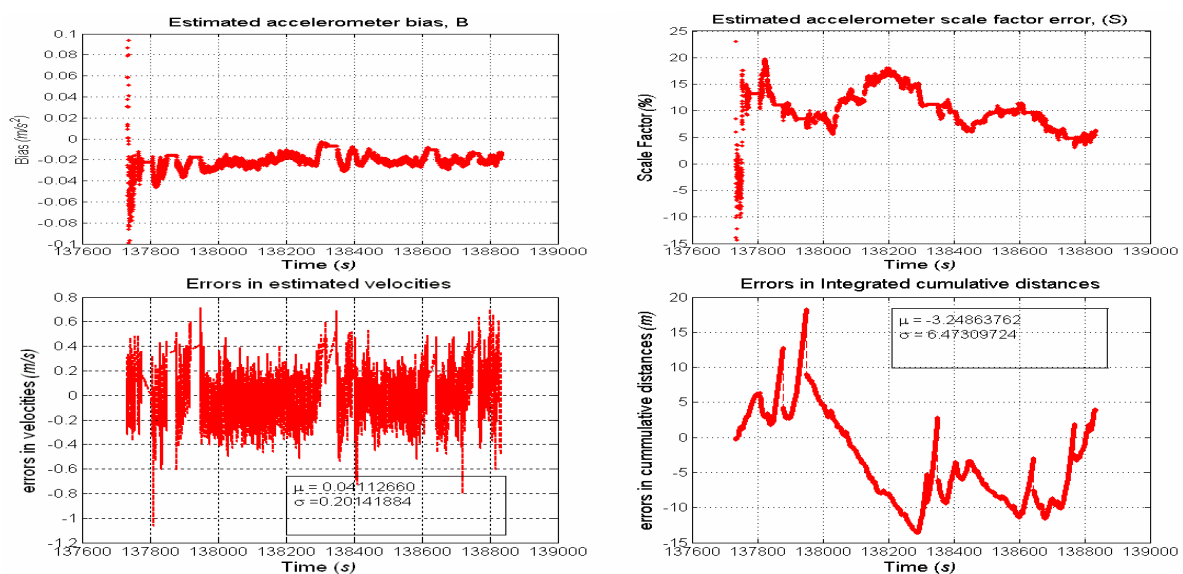 Estimated accelerometer bias, B
0.1
0.08
0.06
0.04
0.02
0
-0.02
-0.04
-0.06
-0.08
-0.1
Bias (m/s²)
137600 137800 138000 138200 138400 138600 138800 139000
Time (s)
Estimated accelerometer scale factor error, (S)
25
20
15
10
5
0
-5
-10
-15
Scale Factor (%)
137600 137800 138000 138200 138400 138600 138800 139000
Time (s)
Errors in estimated velocities
0.8
0.6
0.4
0.2
0
-0.2
-0.4
-0.6
-0.8
-1
-1.2
errors in velocities (m/s)
μ = 0.04112660
σ =0.20141884
137600 137800 138000 138200 138400 138600 138800 139000
Time (s)
Errors in Integrated cumulative distances
20
15
10
5
0
-5
-10
-15
errors in cummulative distances (m)
μ = -3.24863762
σ = 6.47309724
137600 137800 138000 138200 138400 138600 138800 139000
Time (s)